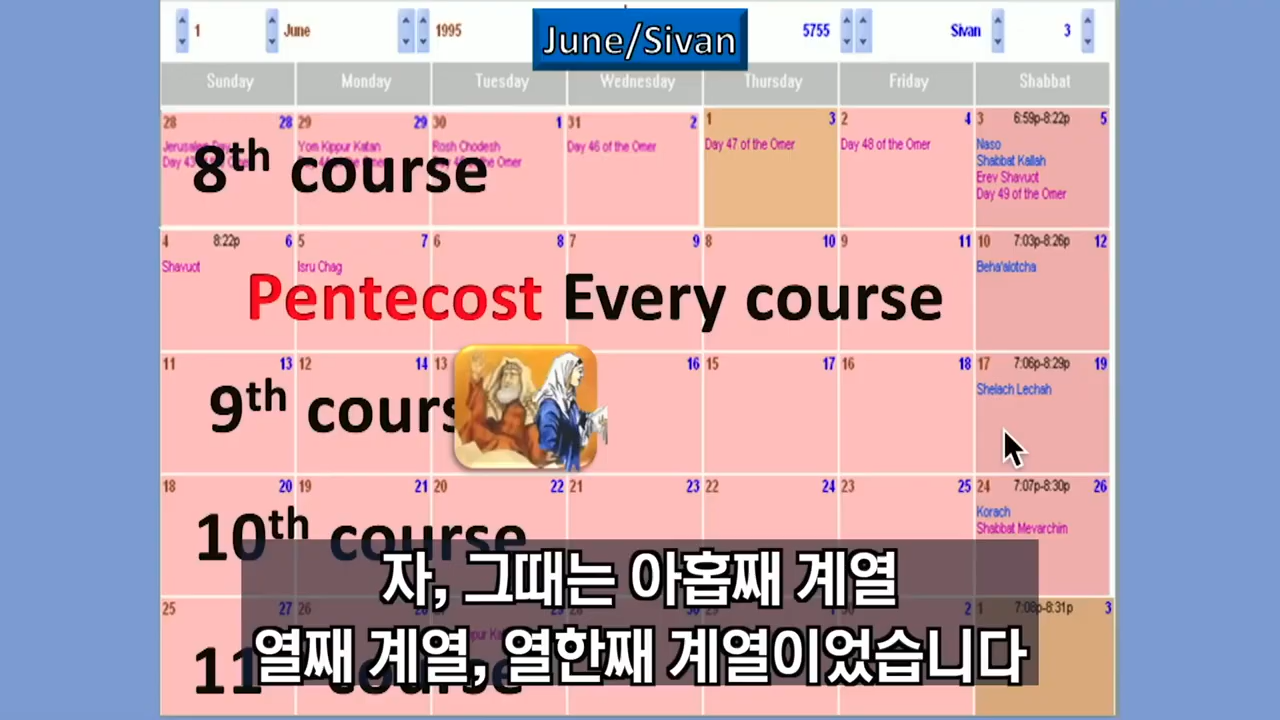 1 June 1995 June/Sivan 5755 Sivan 3
Sunday Monday Tuesday Wednesday Thursday Friday Shabbat
28 28 29 29 30 1 31 2 1 3 2 4 3 6:59p-8:22p 5
Yom Kippur Katan Rosh Chodesh Day 46 of the Omer Day 47 of the Omer Day 48 of the Omer Naso
Shabbat Kallah
Erev Shavuot
Day 49 of the Omer
8th course
4 8:22p 6 5 7 6 8 7 9 8 10 9 11 10 7:03p-8:26p 12
Shavuot Isru Chag Beha'alotcha
Pentecost Every course
11 13 12 14 13 16 15 17 16 18 17 7:06p-8:29p 19
Shelach Lechah
9th cours
18 20 19 21 20 22 21 23 22 24 23 25 24 7:07p-8:30p 26
Korach
Shabbat Mevarchim
10th course
25 27 26 2 1 7:08p-8:31p 3
자, 그때는 아홉째 계열
열째 계열, 열한째 계열이었습니다